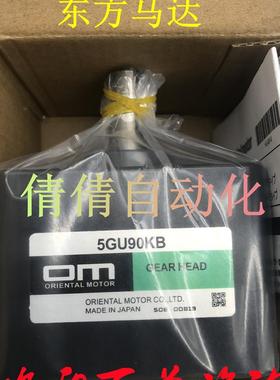 东方马达
倩倩自动化
5GU90KB
om
ORIENTAL MOTOR
GEAR HEAD
ORIENTAL MOTOR CO.,LTD.
MADE IN JAPAN